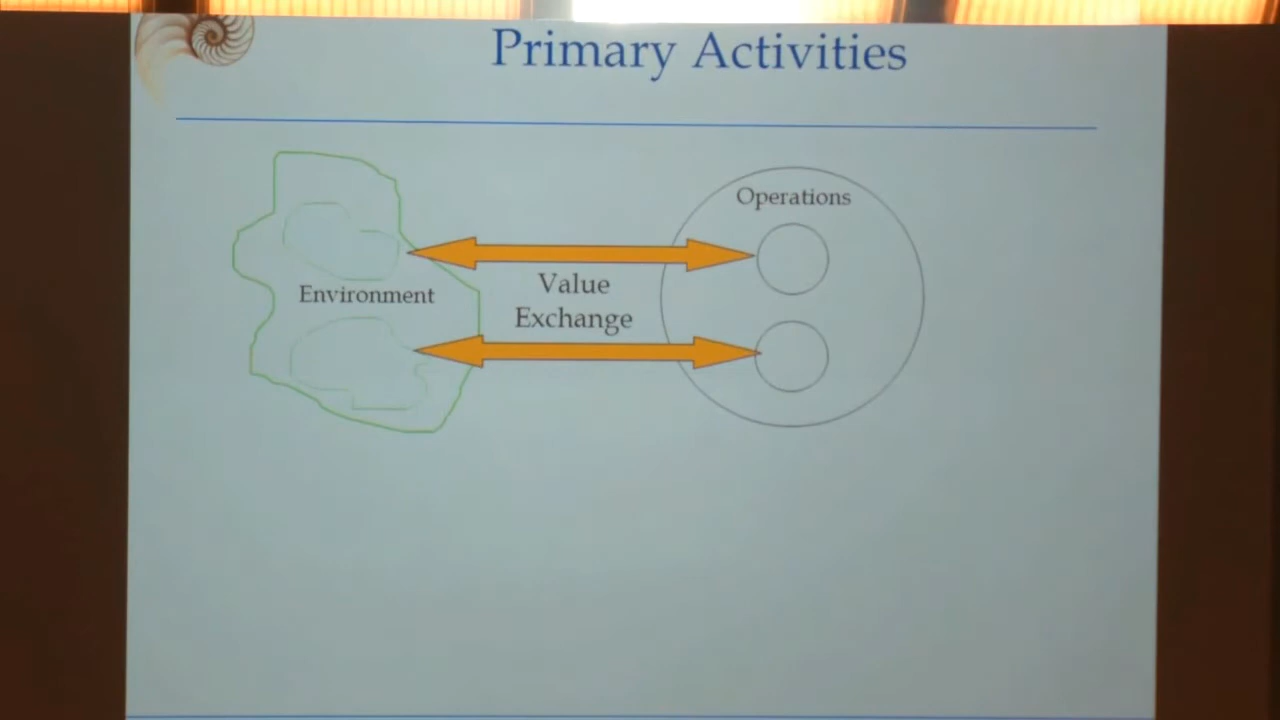 Primary Activities
Operations
Environment
Value
Exchange